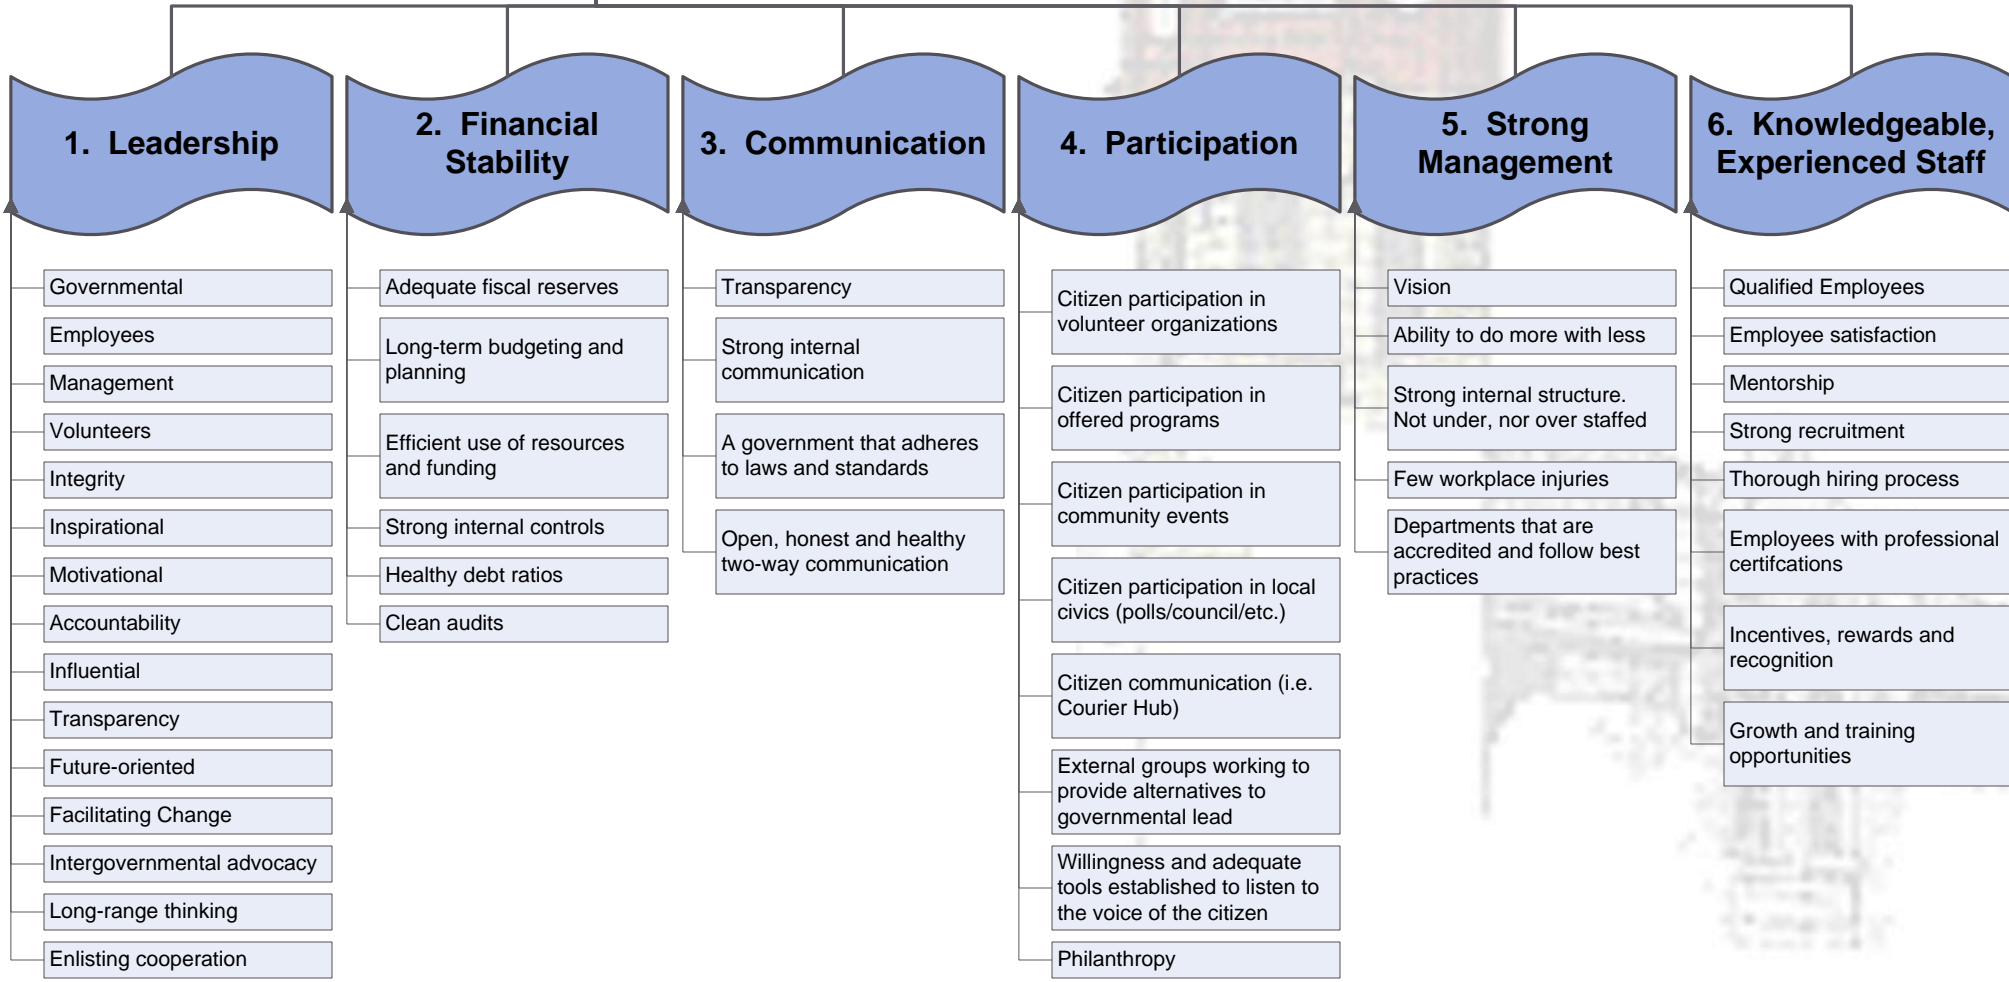 1. Leadership
Governmental
Employees
Management
Volunteers
Integrity
Inspirational
Motivational
Accountability
Influential
Transparency
Future-oriented
Facilitating Change
Intergovernmental advocacy
Long-range thinking
Enlisting cooperation
2. Financial
Stability
Adequate fiscal reserves
Long-term budgeting and
planning
Efficient use of resources
and funding
Strong internal controls
Healthy debt ratios
Clean audits
3. Communication
Transparency
Strong internal
communication
A government that adheres
to laws and standards
Open, honest and healthy
two-way communication
4. Participation
Citizen participation in
volunteer organizations
Citizen participation in
offered programs
Citizen participation in
community events
Citizen participation in local
civics (polls/council/etc.)
Citizen communication (i.e.
Courier Hub)
External groups working to
provide alternatives to
governmental lead
Willingness and adequate
tools established to listen to
the voice of the citizen
Philanthropy
5. Strong
Management
Vision
Ability to do more with less
Strong internal structure.
Not under, nor over staffed
Few workplace injuries
Departments that are
accredited and follow best
practices
6. Knowledgeable,
Experienced Staff
Qualified Employees
Employee satisfaction
Mentorship
Strong recruitment
Thorough hiring process
Employees with professional
certifcations
Incentives, rewards and
recognition
Growth and training
opportunities